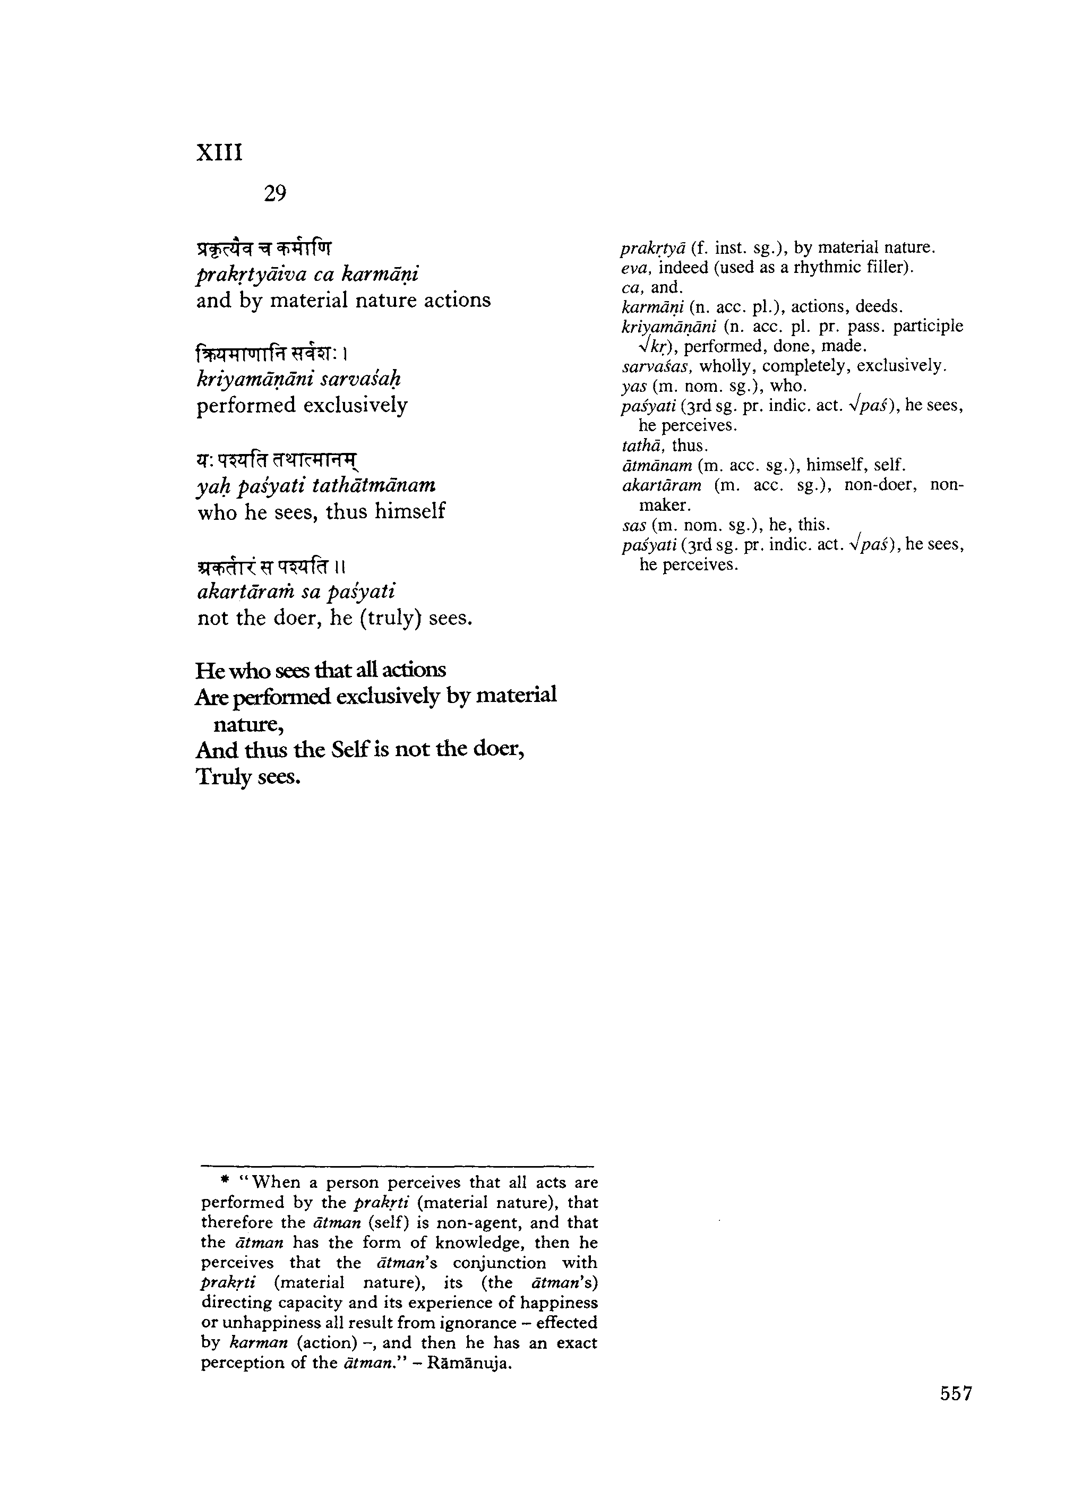 XIII
29
प्रकृत्यैव च कर्माणि
prakṛtyāiva ca karmāṇi
and by material nature actions
क्रियमाणानि सर्वशः ।
kriyamāṇāni sarvaśaḥ
performed exclusively
यः पश्यति तथात्मानम्
yaḥ paśyati tathātmānam
who he sees, thus himself
अकर्तारं स पश्यति ॥
akartāraṁ sa paśyati
not the doer, he (truly) sees.
He who sees that all actions
Are performed exclusively by material
nature,
And thus the Self is not the doer,
Truly sees.
prakṛtyā (f. inst. sg.), by material nature.
eva, indeed (used as a rhythmic filler).
ca, and.
karmāṇi (n. acc. pl.), actions, deeds.
kriyamāṇāni (n. acc. pl. pr. pass. participle
√kṛ), performed, done, made.
sarvaśas, wholly, completely, exclusively.
yas (m. nom. sg.), who.
paśyati (3rd sg. pr. indic. act. √paś), he sees,
he perceives.
tathā, thus.
ātmānam (m. acc. sg.), himself, self.
akartāram (m. acc. sg.), non-doer, non-
maker.
sas (m. nom. sg.), he, this.
paśyati (3rd sg. pr. indic. act. √paś), he sees,
he perceives.
* “When a person perceives that all acts are
performed by the prakṛti (material nature), that
therefore the ātman (self) is non-agent, and that
the ātman has the form of knowledge, then he
perceives that the ātman's conjunction with
prakṛti (material nature), its (the ātman's)
directing capacity and its experience of happiness
or unhappiness all result from ignorance – effected
by karman (action) –, and then he has an exact
perception of the ātman.” – Rāmānuja.
557